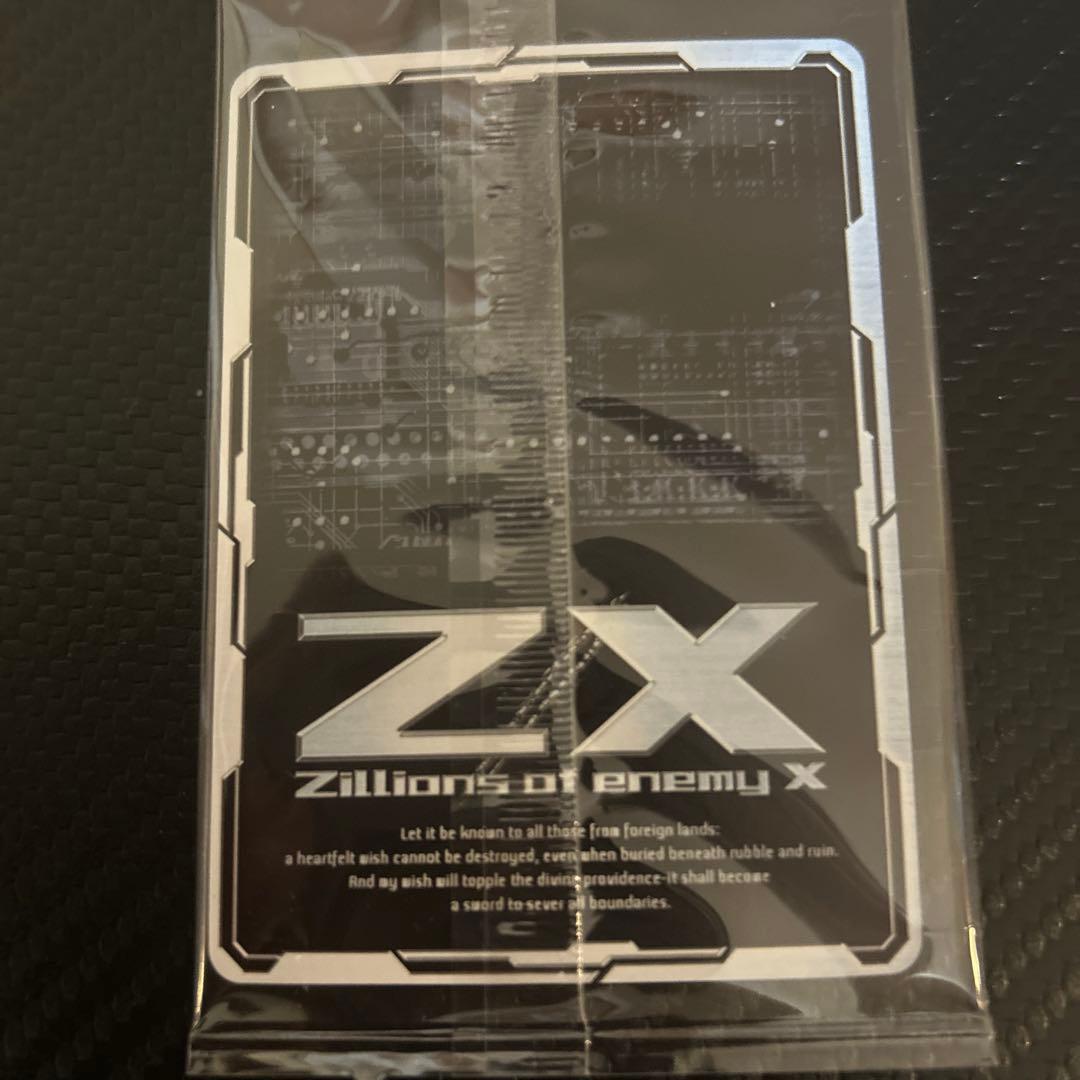 ZX
Zillions of enemy X
Let it be known to all those from foreign lands:
a heartfelt wish cannot be destroyed, even when buried beneath rubble and ruin.
And my wish will topple the divine providence-it shall become
a sword to sever all boundaries.